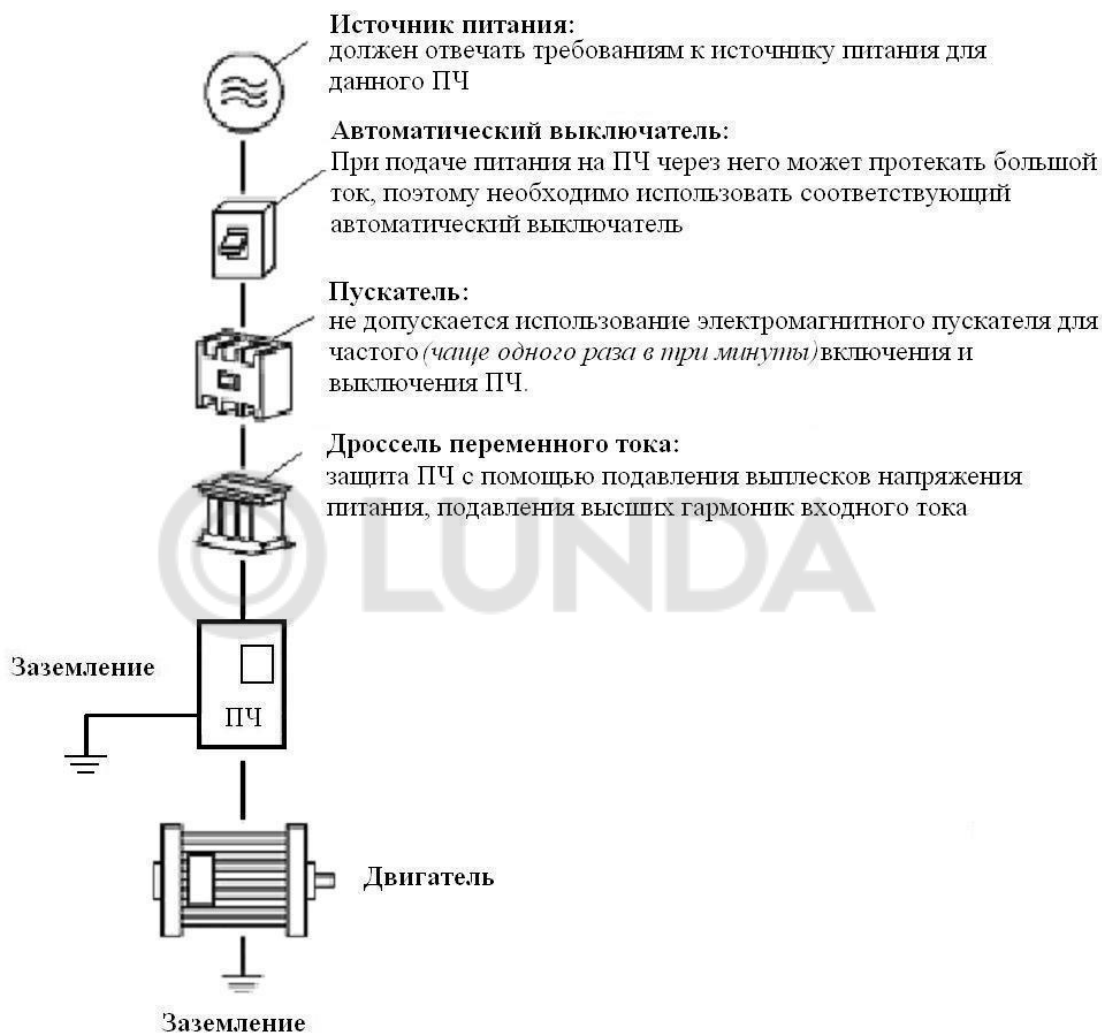 Источник питания:
должен отвечать требованиям к источнику питания для
данного ПЧ
Автоматический выключатель:
При подаче питания на ПЧ через него может протекать большой
ток, поэтому необходимо использовать соответствующий
автоматический выключатель
Пускатель:
не допускается использование электромагнитного пускателя для
частого (чаще одного раза в три минуты) включения и
выключения ПЧ.
Дроссель переменного тока:
защита ПЧ с помощью подавления выплесков напряжения
питания, подавления высших гармоник входного тока
LUNDA
Заземление
ПЧ
Двигатель
Заземление